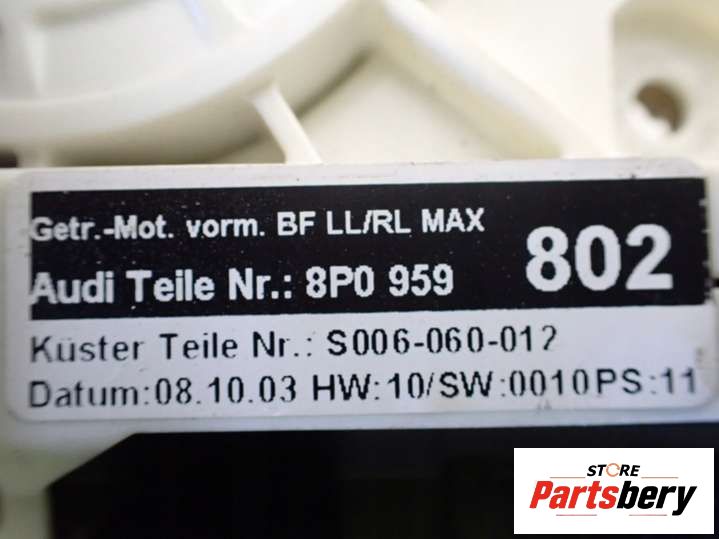 Getr.-Mot. vorm. BF LL/RL MAX
Audi Teile Nr.: 8P0 959 802
Küster Teile Nr.: S006-060-012
Datum:08.10.03 HW:10/SW:0010PS:11
STORE
Partsbery